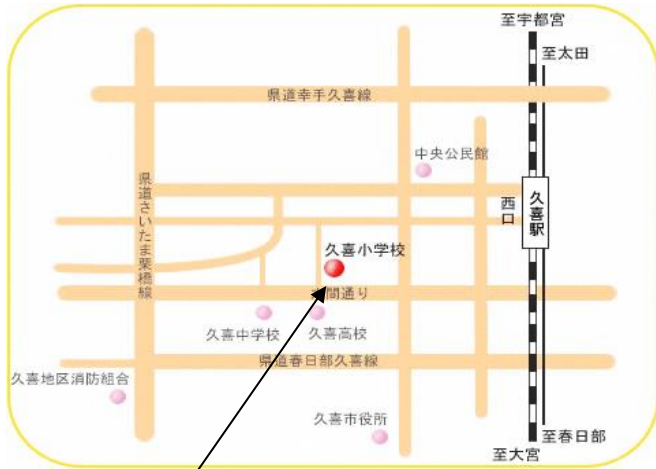 至宇都宮
至太田
県道幸手久喜線
中央公民館
県道さいたま栗橋線
西口
久喜駅
久喜小学校
間通り
久喜中学校
久喜高校
県道春日部久喜線
久喜地区消防組合
久喜市役所
至春日部
至大宮